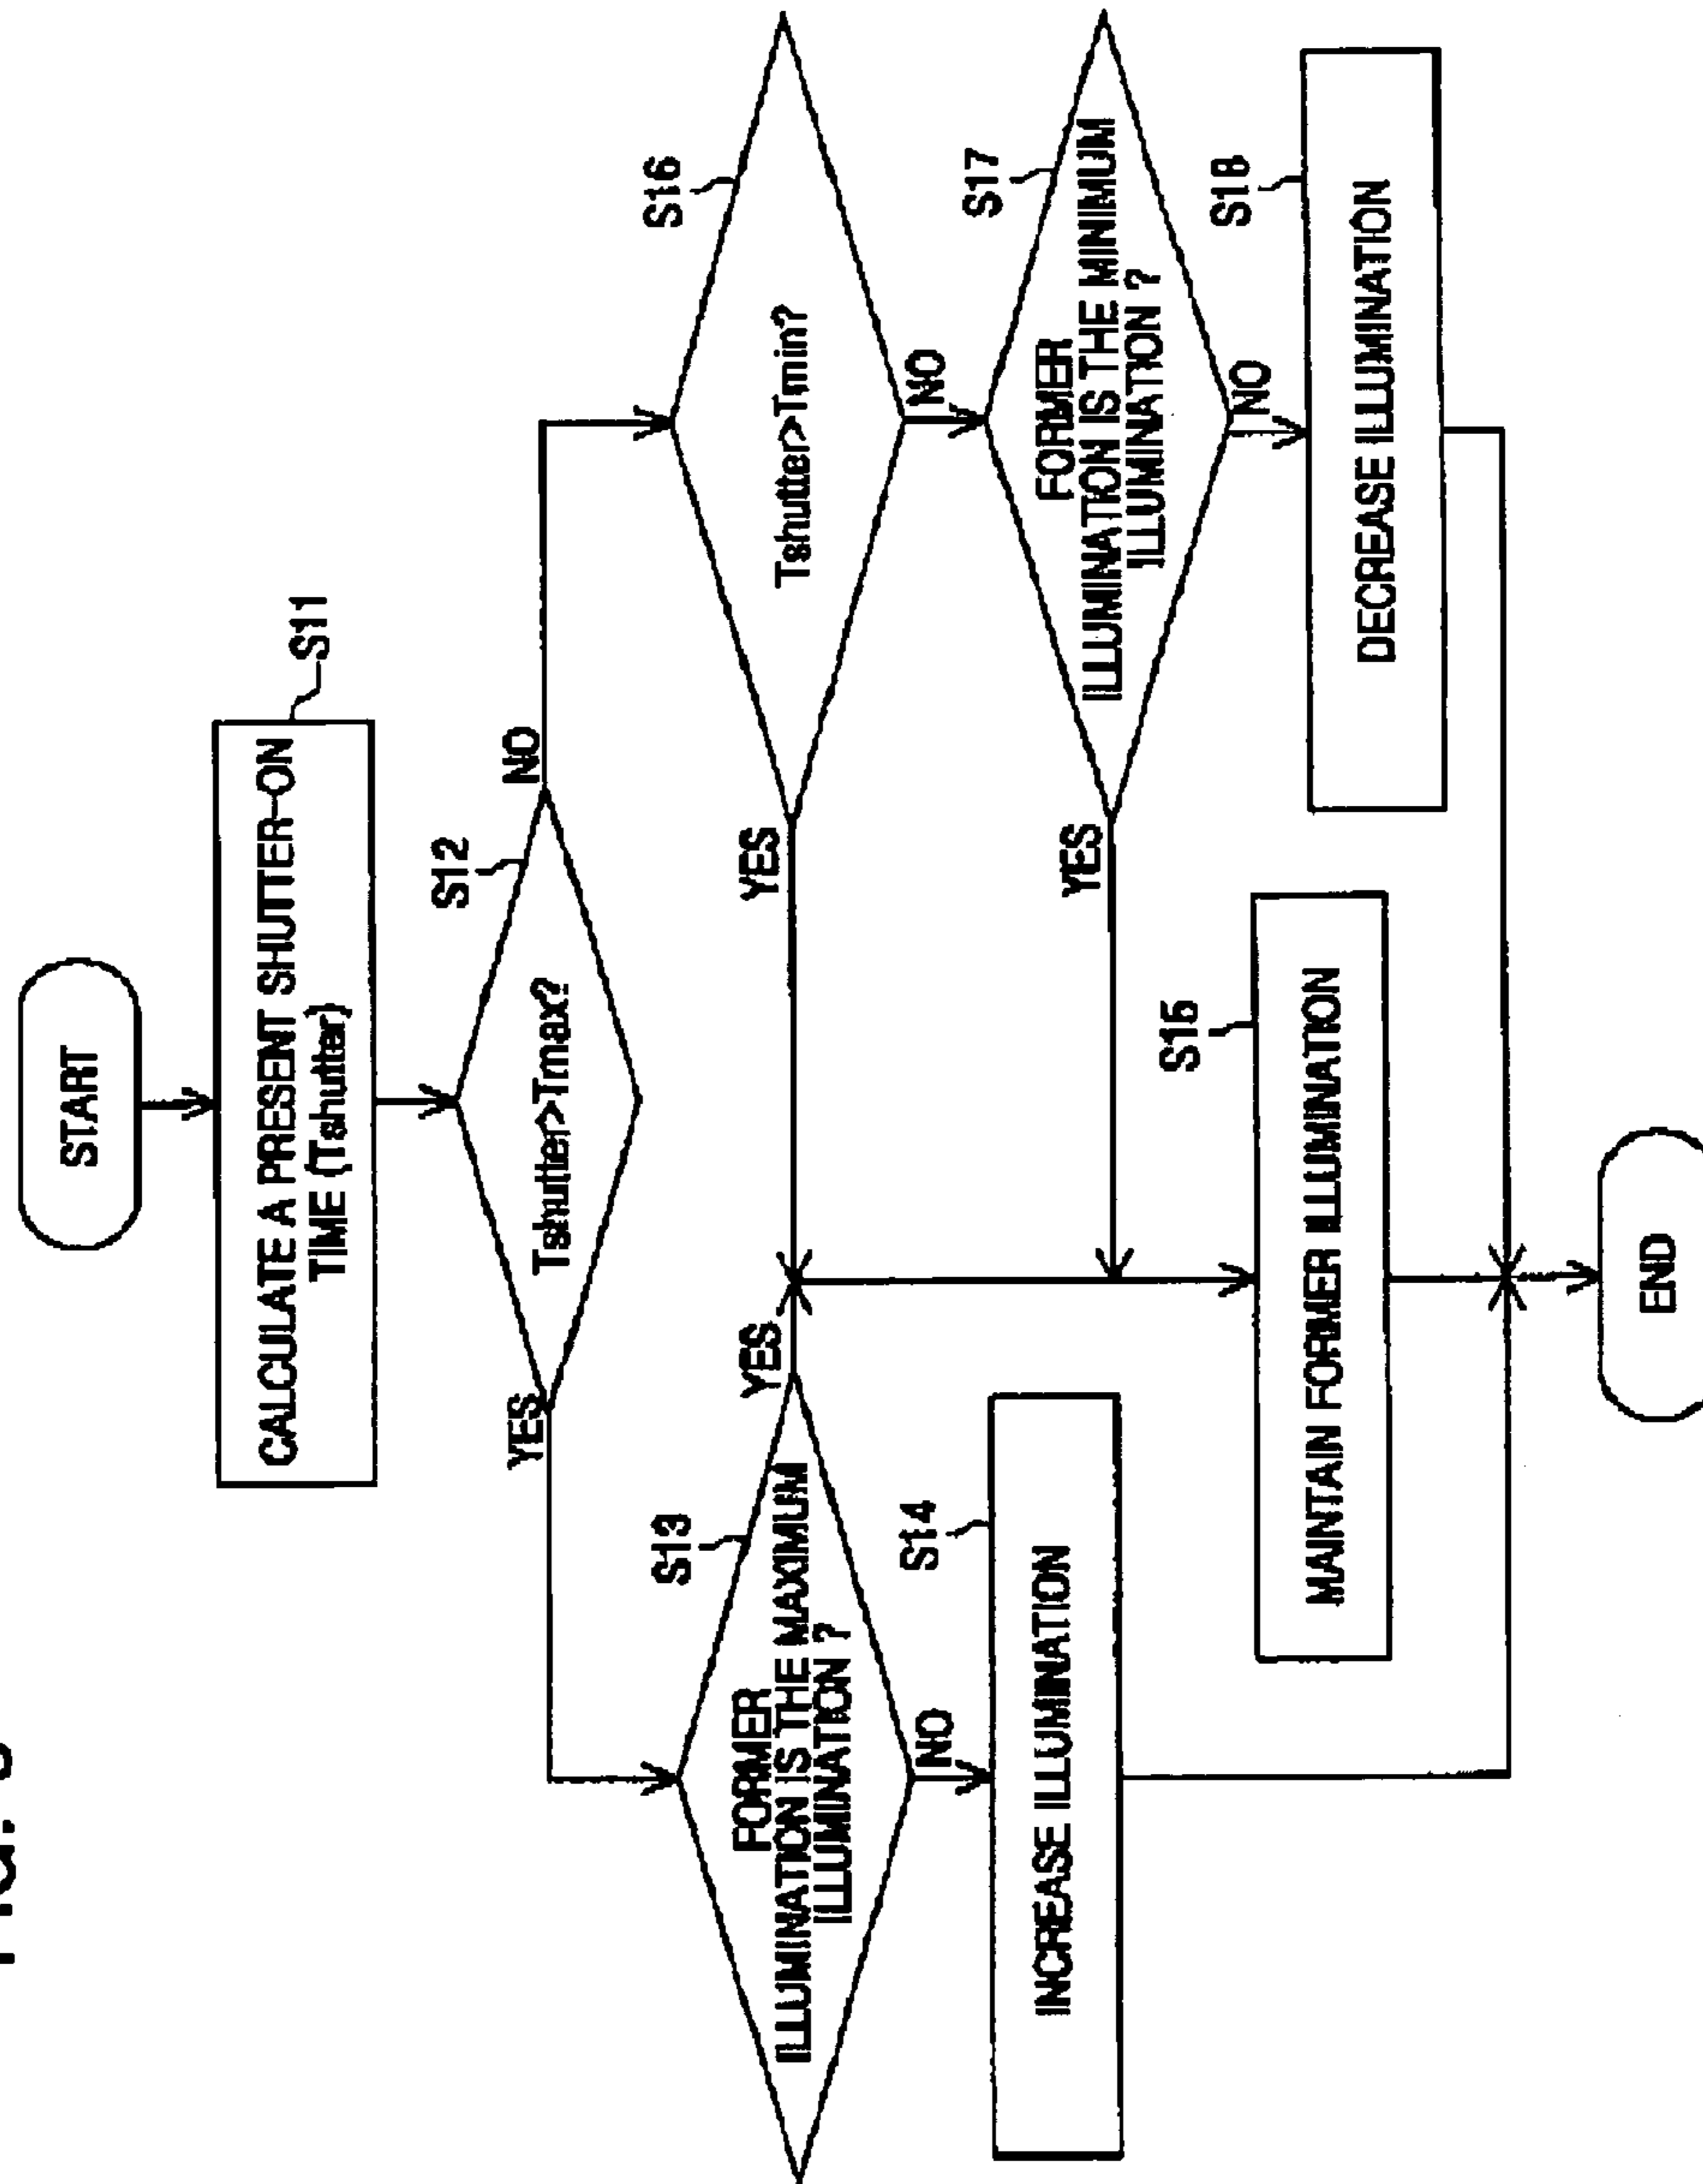 START
CALCULATE A PRESENT SHUTTER-ON
TIME (Tshutter)
S11
S12
Tshutter>Tmax?
YES
NO
S13
FORMER
ILLUMINATION IS THE MAXIMUM
ILLUMINATION ?
YES
NO
S14
INCREASE ILLUMINATION
S16
Tshutter>Tmin?
YES
NO
S17
FORMER
ILLUMINATION IS THE MINIMUM
ILLUMINATION ?
YES
NO
S15
MAINTAIN FORMER ILLUMINATION
S18
DECREASE ILLUMINATION
END